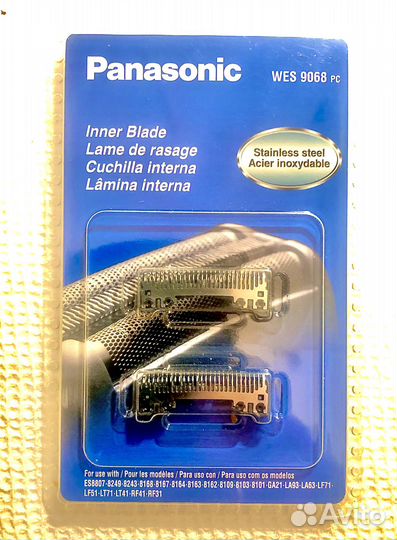 Panasonic
WES 9068 PC
Inner Blade
Lame de rasage
Cuchilla interna
Lâmina interna
Stainless steel
Acier inoxydable
For use with / Pour les modèles / Para uso con / Para uso com os modelos
ES8807-8249-8243-8168-8167-8164-8163-8162-8109-8103-8101-GA21-LA93-LA63-LF71-
LF51-LT71-LT41-RF41-RF31
Avito